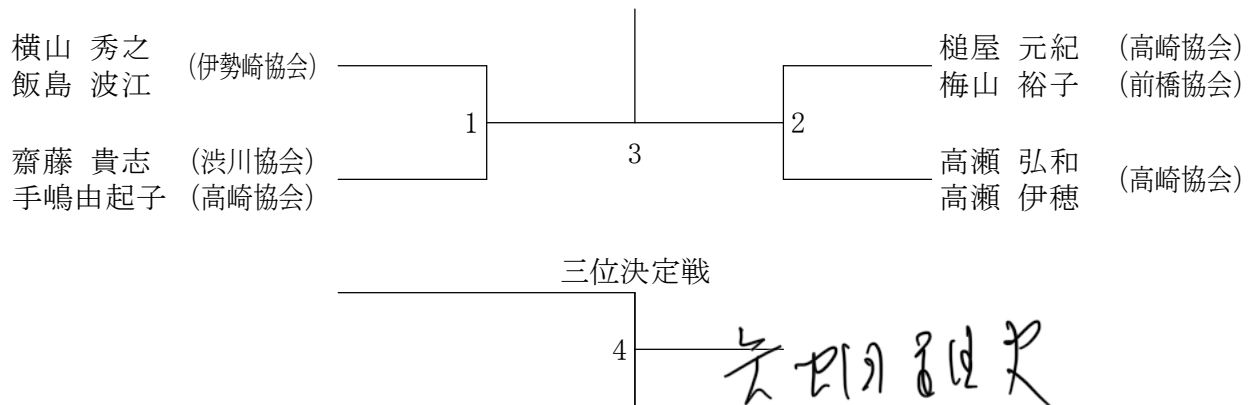 横山 秀之
飯島 波江
(伊勢崎協会)
齋藤 貴志 (渋川協会)
手嶋由起子 (高崎協会)
1
3
2
槌屋 元紀 (高崎協会)
梅山 裕子 (前橋協会)
高瀬 弘和
高瀬 伊穂
(高崎協会)
三位決定戦
4